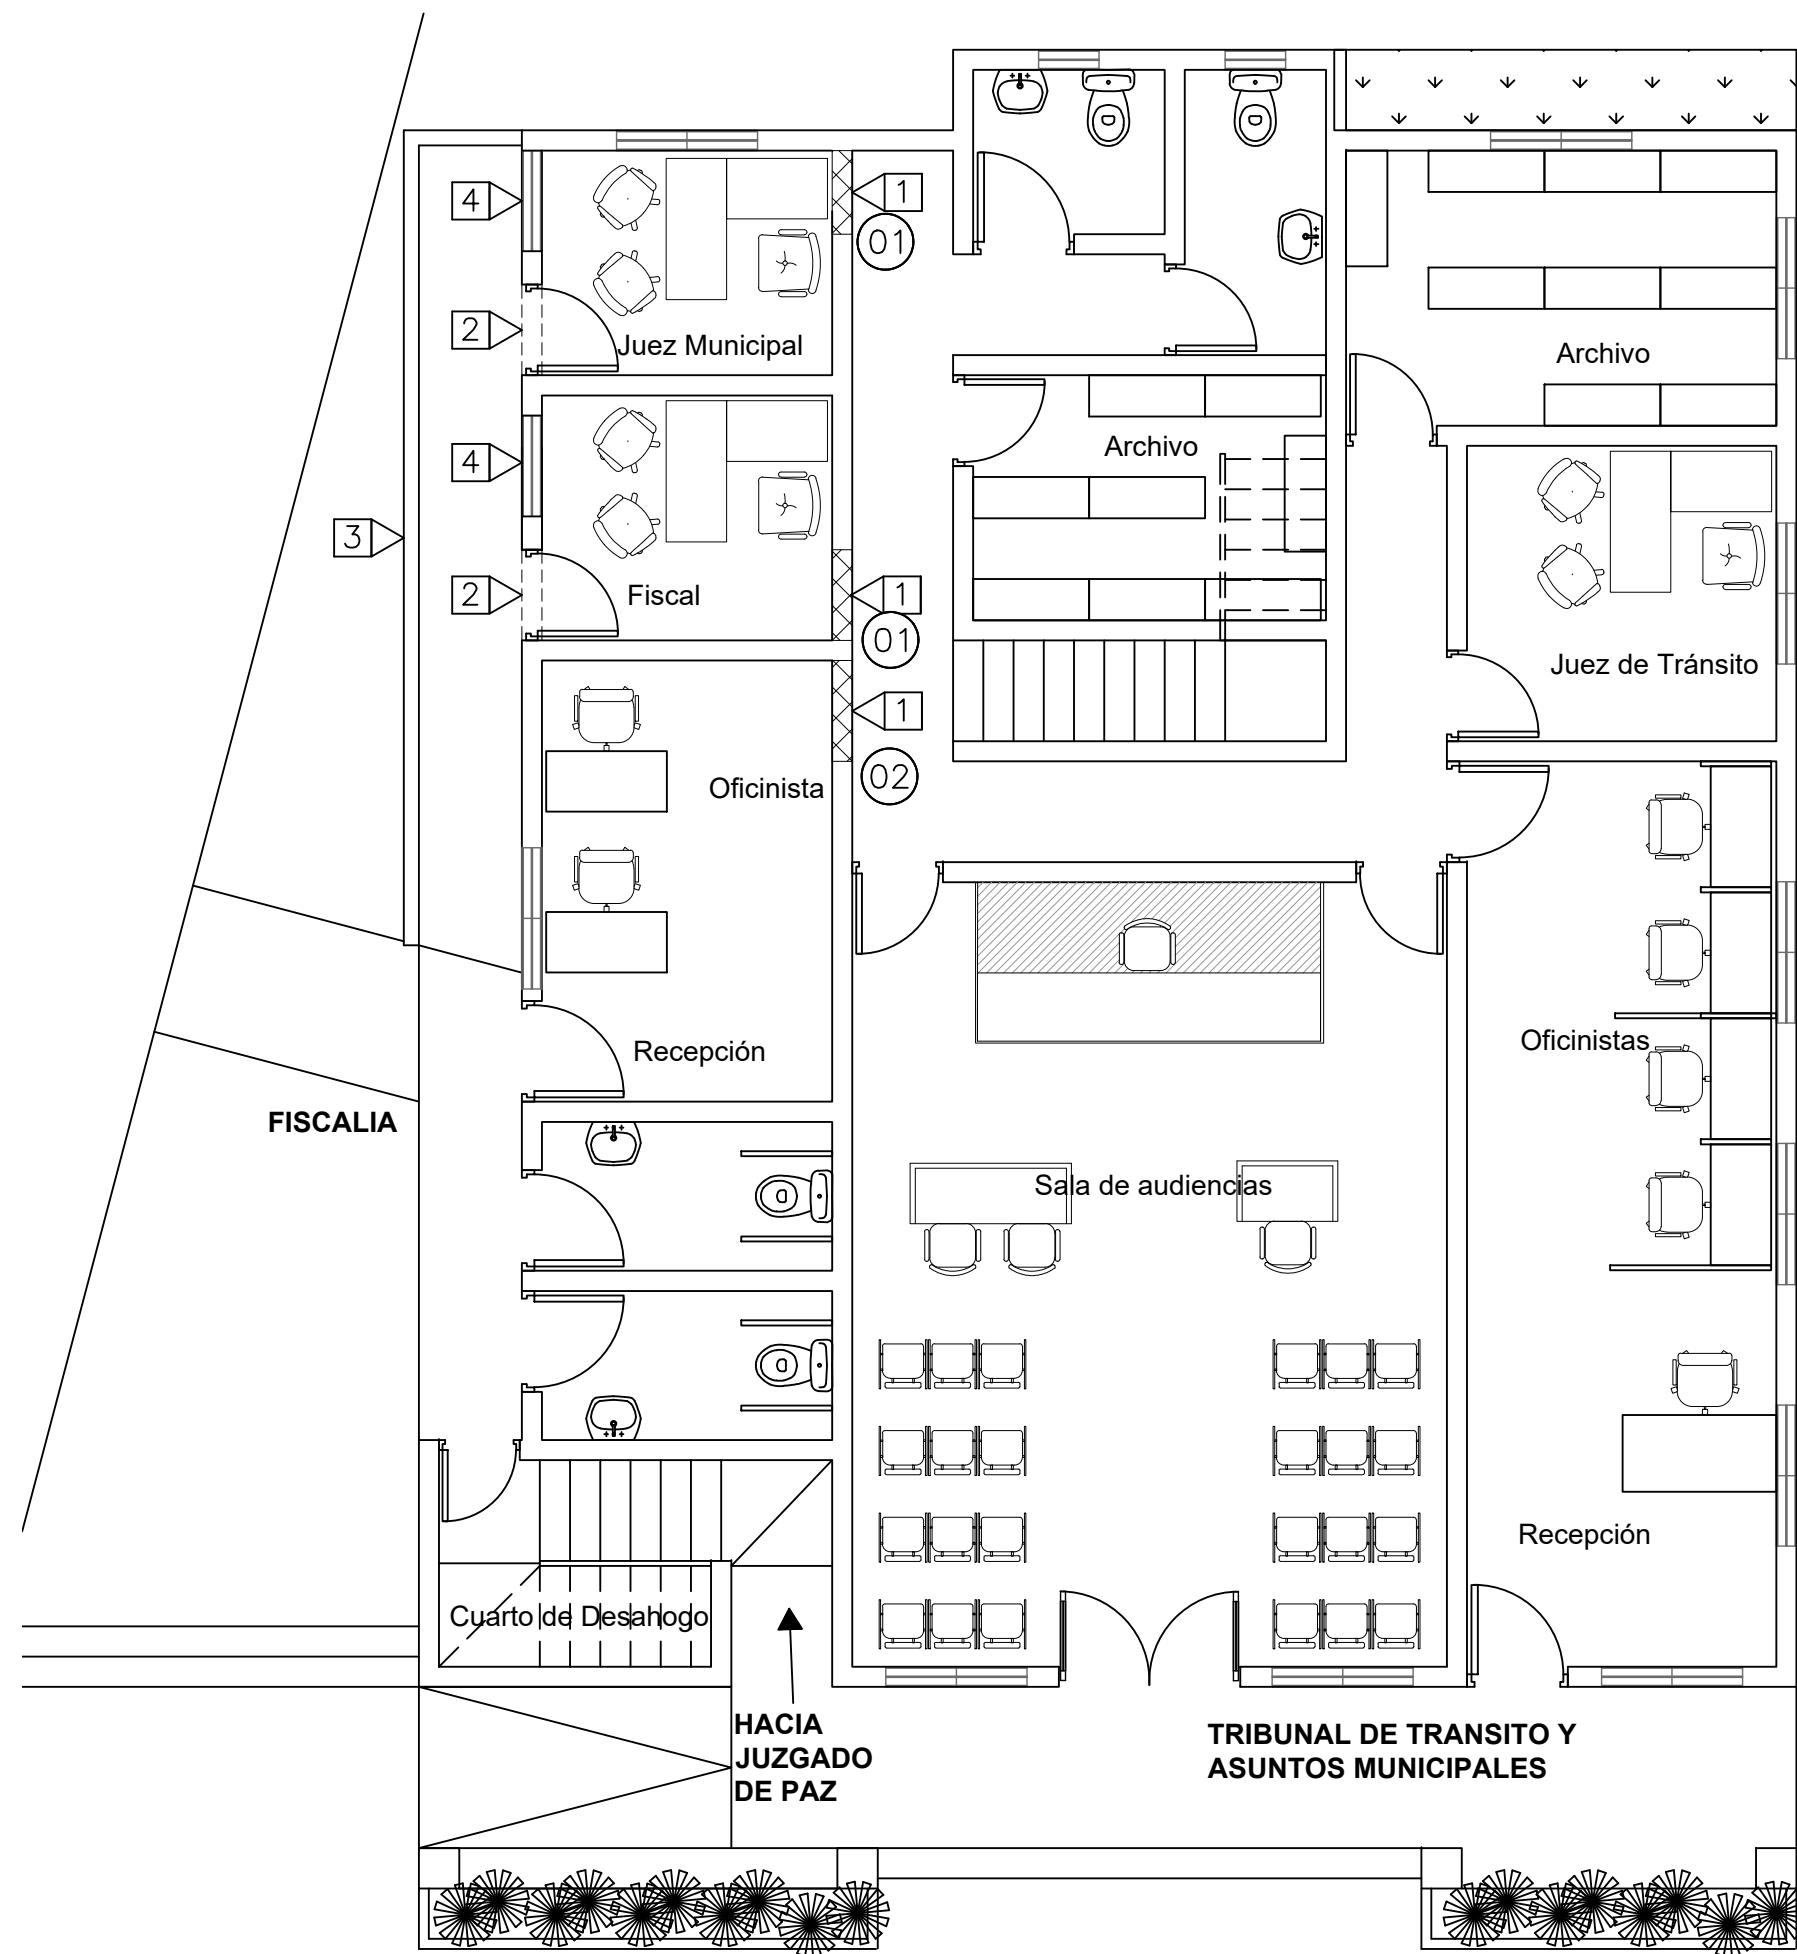 4
1
01
2
Juez Municipal
Archivo
Archivo
4
3
2
Fiscal
1
01
Juez de Tránsito
1
Oficinista
02
Oficinistas
Recepción
FISCALIA
Sala de audiencias
Recepción
Cuarto de Desahogo
HACIA
JUZGADO
DE PAZ
TRIBUNAL DE TRANSITO Y
ASUNTOS MUNICIPALES